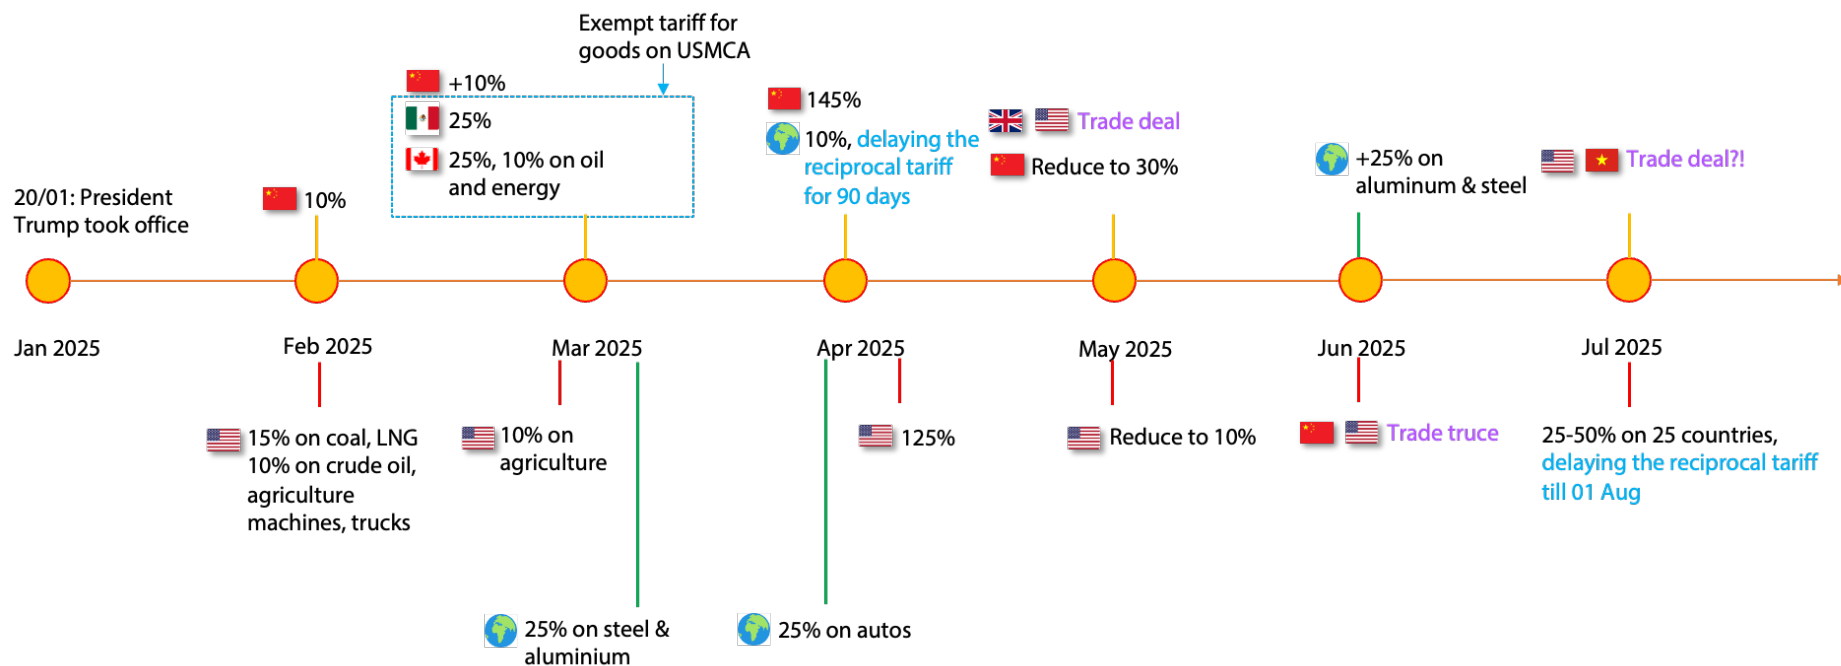 Exempt tariff for
goods on USMCA
+10%
25%
25%, 10% on oil
and energy
145%
10%, delaying the
reciprocal tariff
for 90 days
Trade deal
Reduce to 30%
+25% on
aluminum & steel
Trade deal?!
20/01: President
Trump took office
10%
Jan 2025
Feb 2025
Mar 2025
Apr 2025
May 2025
Jun 2025
Jul 2025
15% on coal, LNG
10% on crude oil,
agriculture
machines, trucks
10% on
agriculture
125%
Reduce to 10%
Trade truce
25-50% on 25 countries,
delaying the reciprocal tariff
till 01 Aug
25% on steel &
aluminium
25% on autos